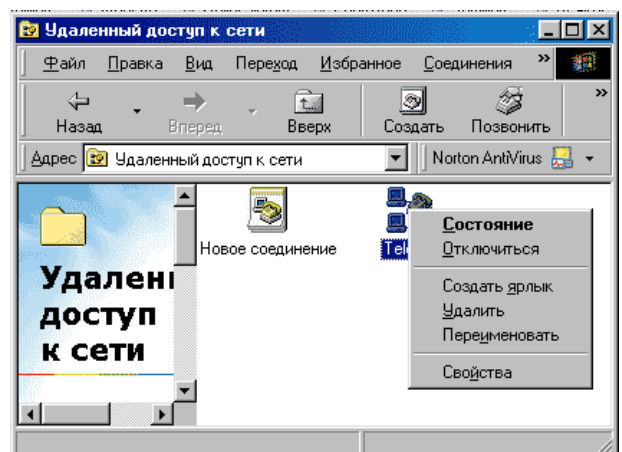 Удаленный доступ к сети
Файл Правка Вид Переход Избранное Соединения »
Назад Вперед Вверх Создать Позвонить »
Адрес Удаленный доступ к сети Norton AntiVirus
Новое соединение
Удален
доступ
к сети
Состояние
Отключиться
Создать ярлык
Удалить
Переименовать
Свойства